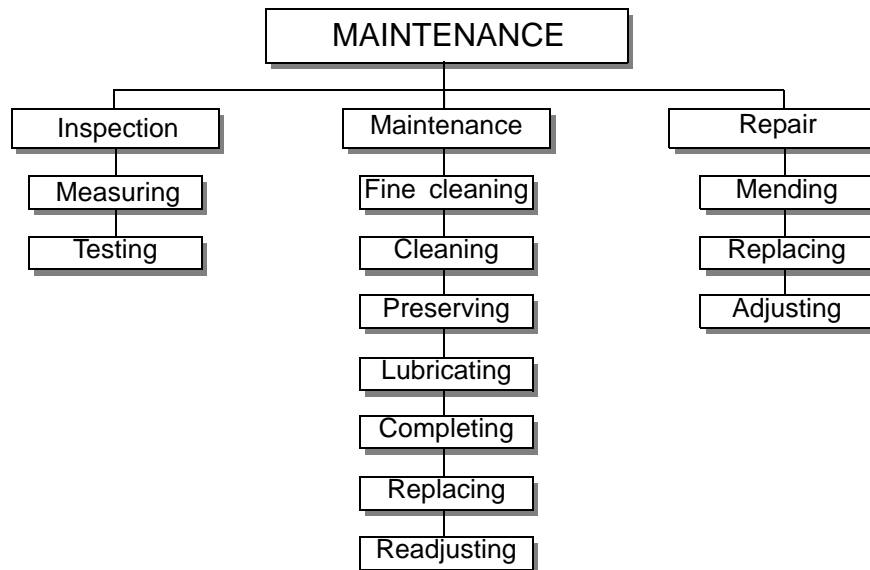 MAINTENANCE
Inspection
Measuring
Testing
Maintenance
Fine cleaning
Cleaning
Preserving
Lubricating
Completing
Replacing
Readjusting
Repair
Mending
Replacing
Adjusting